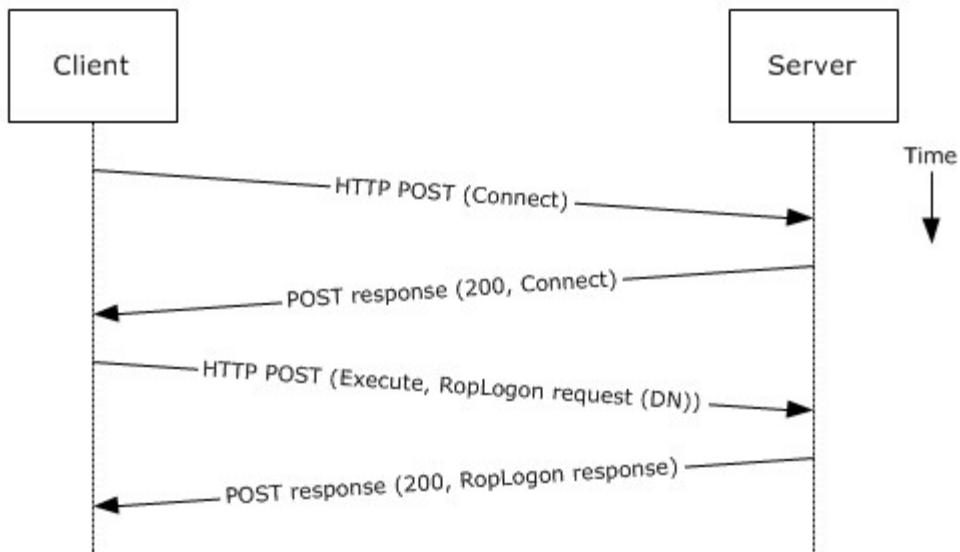 Client
Server
Time
HTTP POST (Connect)
POST response (200, Connect)
HTTP POST (Execute, RopLogon request (DN))
POST response (200, RopLogon response)